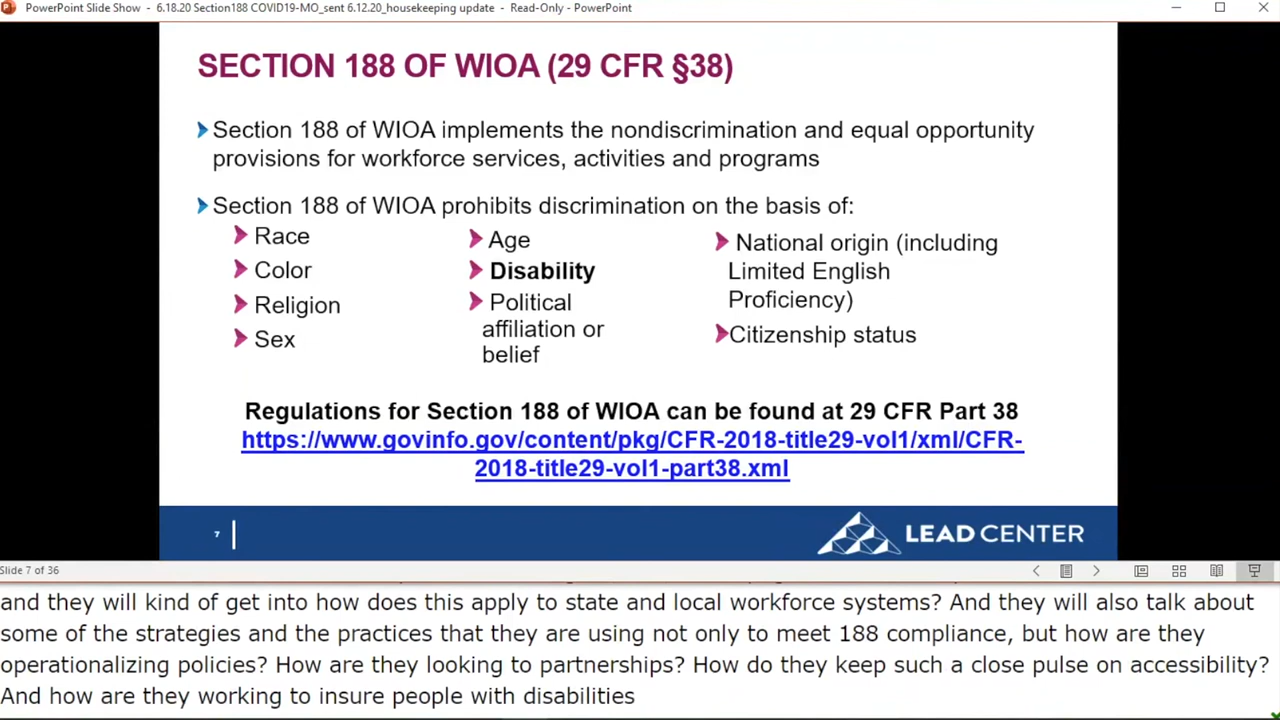 PowerPoint Slide Show - 6.18.20 Section188 COVID19-MO_sent 6.12.20_housekeeping update - Read-Only - PowerPoint
SECTION 188 OF WIOA (29 CFR §38)
Section 188 of WIOA implements the nondiscrimination and equal opportunity
provisions for workforce services, activities and programs
Section 188 of WIOA prohibits discrimination on the basis of:
Race
Color
Religion
Sex
Age
Disability
Political
affiliation or
belief
National origin (including
Limited English
Proficiency)
Citizenship status
Regulations for Section 188 of WIOA can be found at 29 CFR Part 38
https://www.govinfo.gov/content/pkg/CFR-2018-title29-vol1/xml/CFR-
2018-title29-vol1-part38.xml
7
LEAD CENTER
Slide 7 of 36
and they will kind of get into how does this apply to state and local workforce systems? And they will also talk about
some of the strategies and the practices that they are using not only to meet 188 compliance, but how are they
operationalizing policies? How are they looking to partnerships? How do they keep such a close pulse on accessibility?
And how are they working to insure people with disabilities